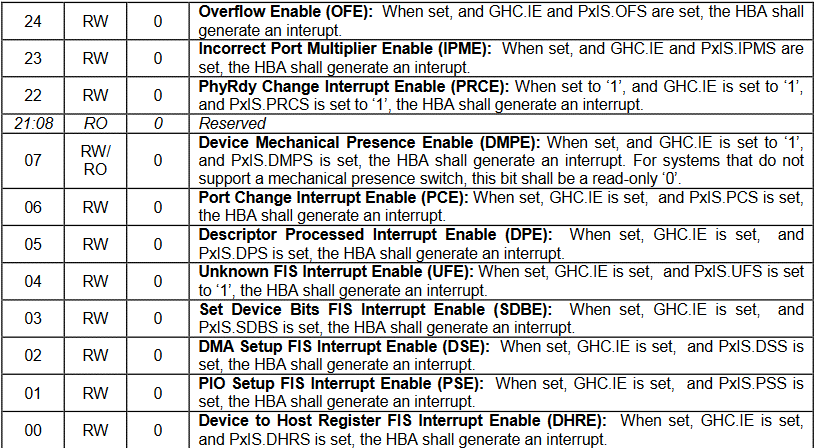 24 RW 0 Overflow Enable (OFE): When set, and GHC.IE and PxIS.OFS are set, the HBA shall
generate an interupt.
23 RW 0 Incorrect Port Multiplier Enable (IPME): When set, and GHC.IE and PxIS.IPMS are
set, the HBA shall generate an interupt.
22 RW 0 PhyRdy Change Interrupt Enable (PRCE): When set to ‘1’, and GHC.IE is set to ‘1’,
and PxIS.PRCS is set to ‘1’, the HBA shall generate an interrupt.
21:08 RO 0 Reserved
07 RW/
RO 0 Device Mechanical Presence Enable (DMPE): When set, and GHC.IE is set to ‘1’,
and PxIS.DMPS is set, the HBA shall generate an interrupt. For systems that do not
support a mechanical presence switch, this bit shall be a read-only ‘0’.
06 RW 0 Port Change Interrupt Enable (PCE): When set, GHC.IE is set, and PxIS.PCS is set,
the HBA shall generate an interrupt.
05 RW 0 Descriptor Processed Interrupt Enable (DPE): When set, GHC.IE is set, and
PxIS.DPS is set, the HBA shall generate an interrupt.
04 RW 0 Unknown FIS Interrupt Enable (UFE): When set, GHC.IE is set, and PxIS.UFS is set
to ‘1’, the HBA shall generate an interrupt.
03 RW 0 Set Device Bits FIS Interrupt Enable (SDBE): When set, GHC.IE is set, and
PxIS.SDBS is set, the HBA shall generate an interrupt.
02 RW 0 DMA Setup FIS Interrupt Enable (DSE): When set, GHC.IE is set, and PxIS.DSS is
set, the HBA shall generate an interrupt.
01 RW 0 PIO Setup FIS Interrupt Enable (PSE): When set, GHC.IE is set, and PxIS.PSS is
set, the HBA shall generate an interrupt.
00 RW 0 Device to Host Register FIS Interrupt Enable (DHRE): When set, GHC.IE is set,
and PxIS.DHRS is set, the HBA shall generate an interrupt.